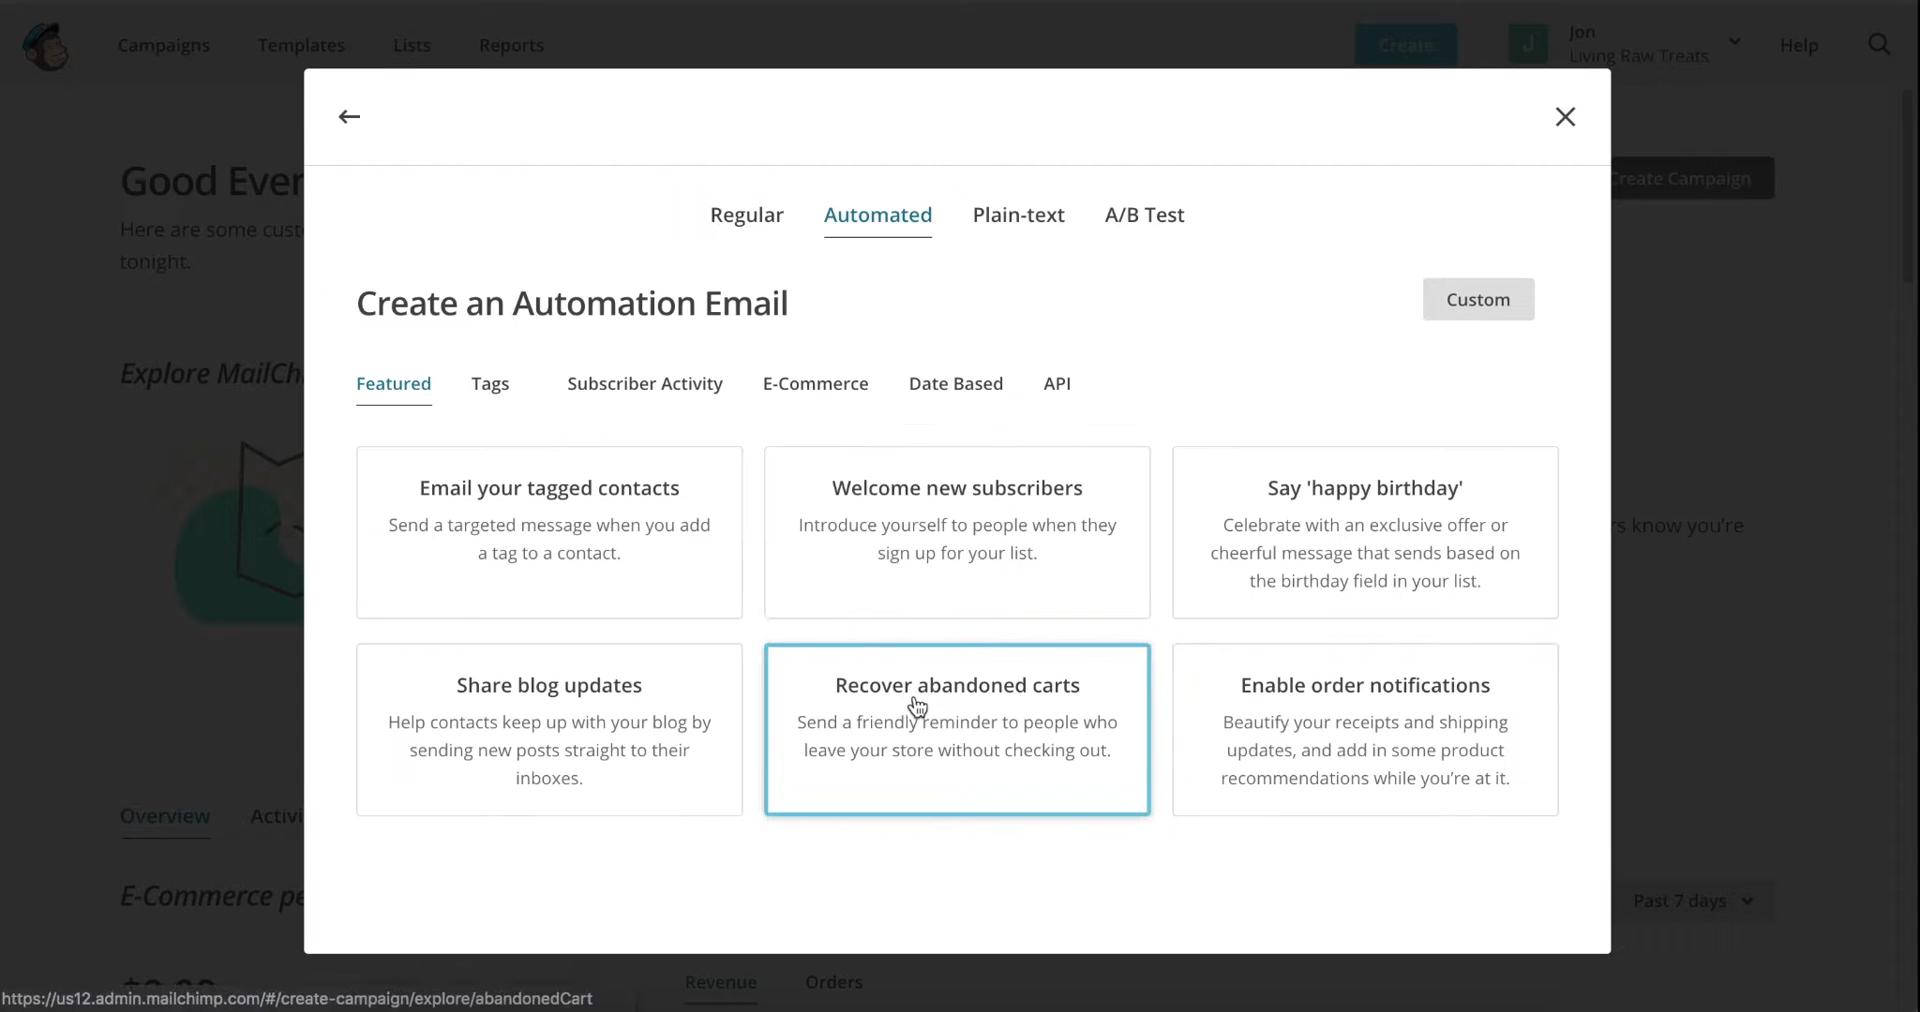 Campaigns Templates Lists Reports Create J Jon Help
Living Raw Treats
Good Ever
Create Campaign
Here are some cust
tonight.
Regular Automated Plain-text A/B Test
Create an Automation Email Custom
Explore MailCh
Featured Tags Subscriber Activity E-Commerce Date Based API
Email your tagged contacts
Send a targeted message when you add
a tag to a contact.
Welcome new subscribers
Introduce yourself to people when they
sign up for your list.
Say 'happy birthday'
Celebrate with an exclusive offer or
cheerful message that sends based on
the birthday field in your list.
rs know you're
Share blog updates
Help contacts keep up with your blog by
sending new posts straight to their
inboxes.
Recover abandoned carts
Send a friendly reminder to people who
leave your store without checking out.
Enable order notifications
Beautify your receipts and shipping
updates, and add in some product
recommendations while you're at it.
Overview Activi
E-Commerce pe
Past 7 days
Revenue Orders
https://us12.admin.mailchimp.com/#/create-campaign/explore/abandonedCart